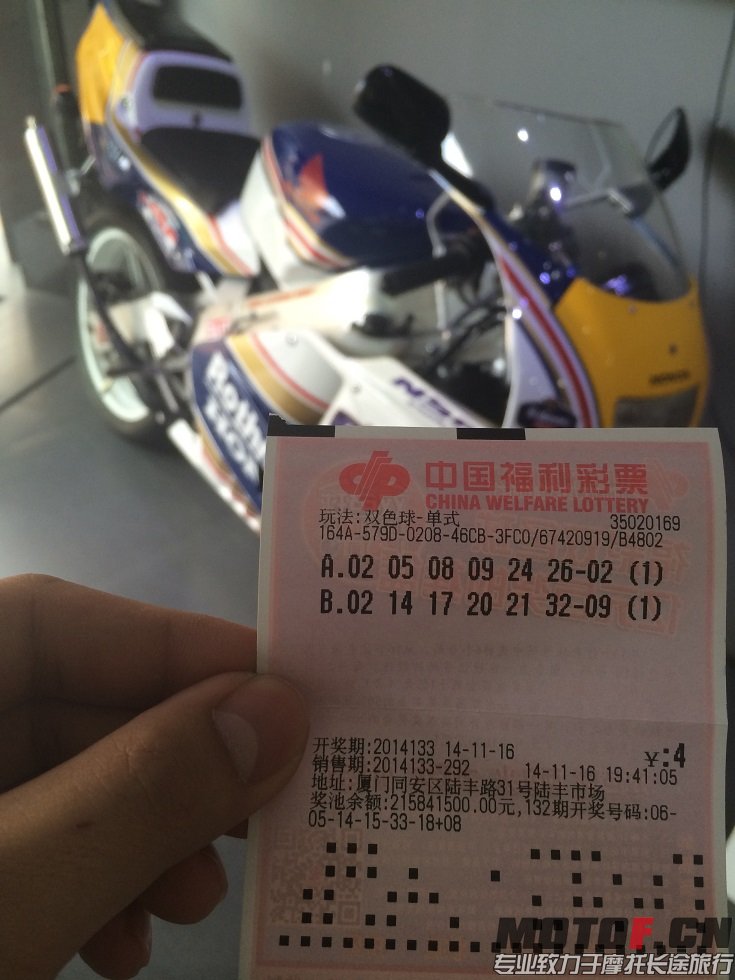 Roth
HON
NS
HONDA
中国福利彩票
CHINA WELFARE LOTTERY
玩法:双色球-单式 35020169
164A-579D-0208-46CB-3FC0/67420919/B4802
A.02 05 08 09 24 26-02 (1)
B.02 14 17 20 21 32-09 (1)
开奖期:2014133 14-11-16 ¥:4
销售期:2014133-292 14-11-16 19:41:05
地址:厦门同安区陆丰路31号陆丰市场
奖池余额:215841500.00元,132期开奖号码:06-
05-14-15-33-18+08
MOTOF.CN
专业致力于摩托长途旅行